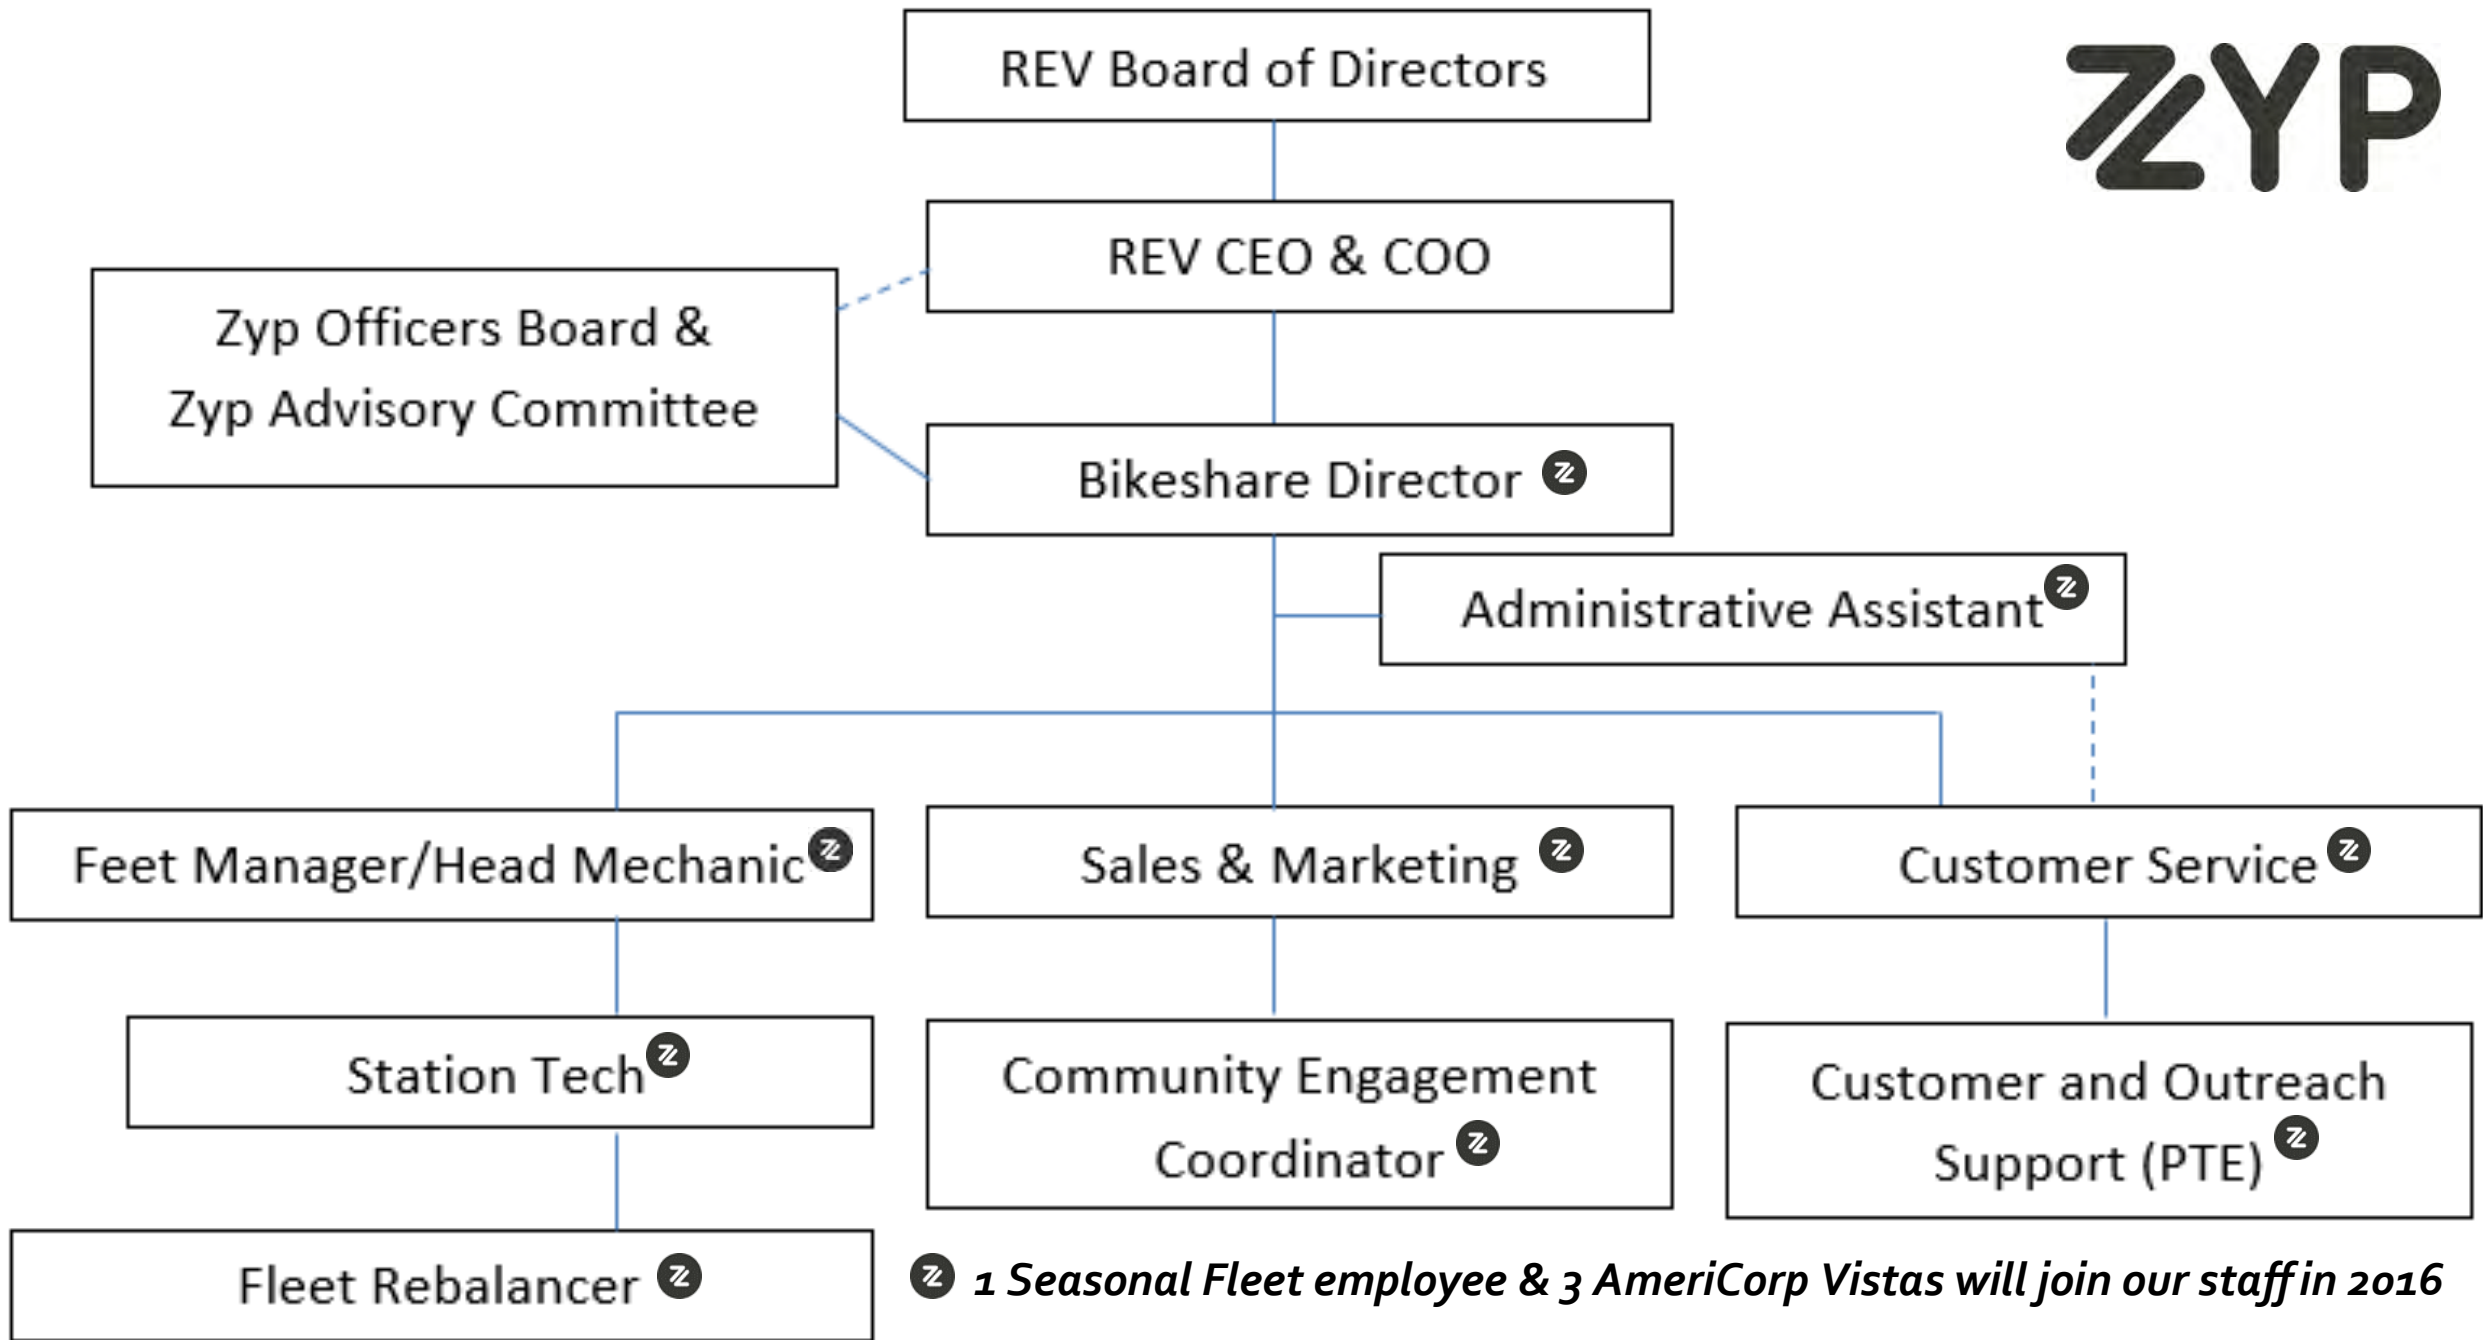 REV Board of Directors
ZYP
REV CEO & COO
Zyp Officers Board &
Zyp Advisory Committee
Bikeshare Director
Administrative Assistant
Feet Manager/Head Mechanic
Sales & Marketing
Customer Service
Station Tech
Community Engagement
Coordinator
Customer and Outreach
Support (PTE)
Fleet Rebalancer
1 Seasonal Fleet employee & 3 AmeriCorp Vistas will join our staff in 2016